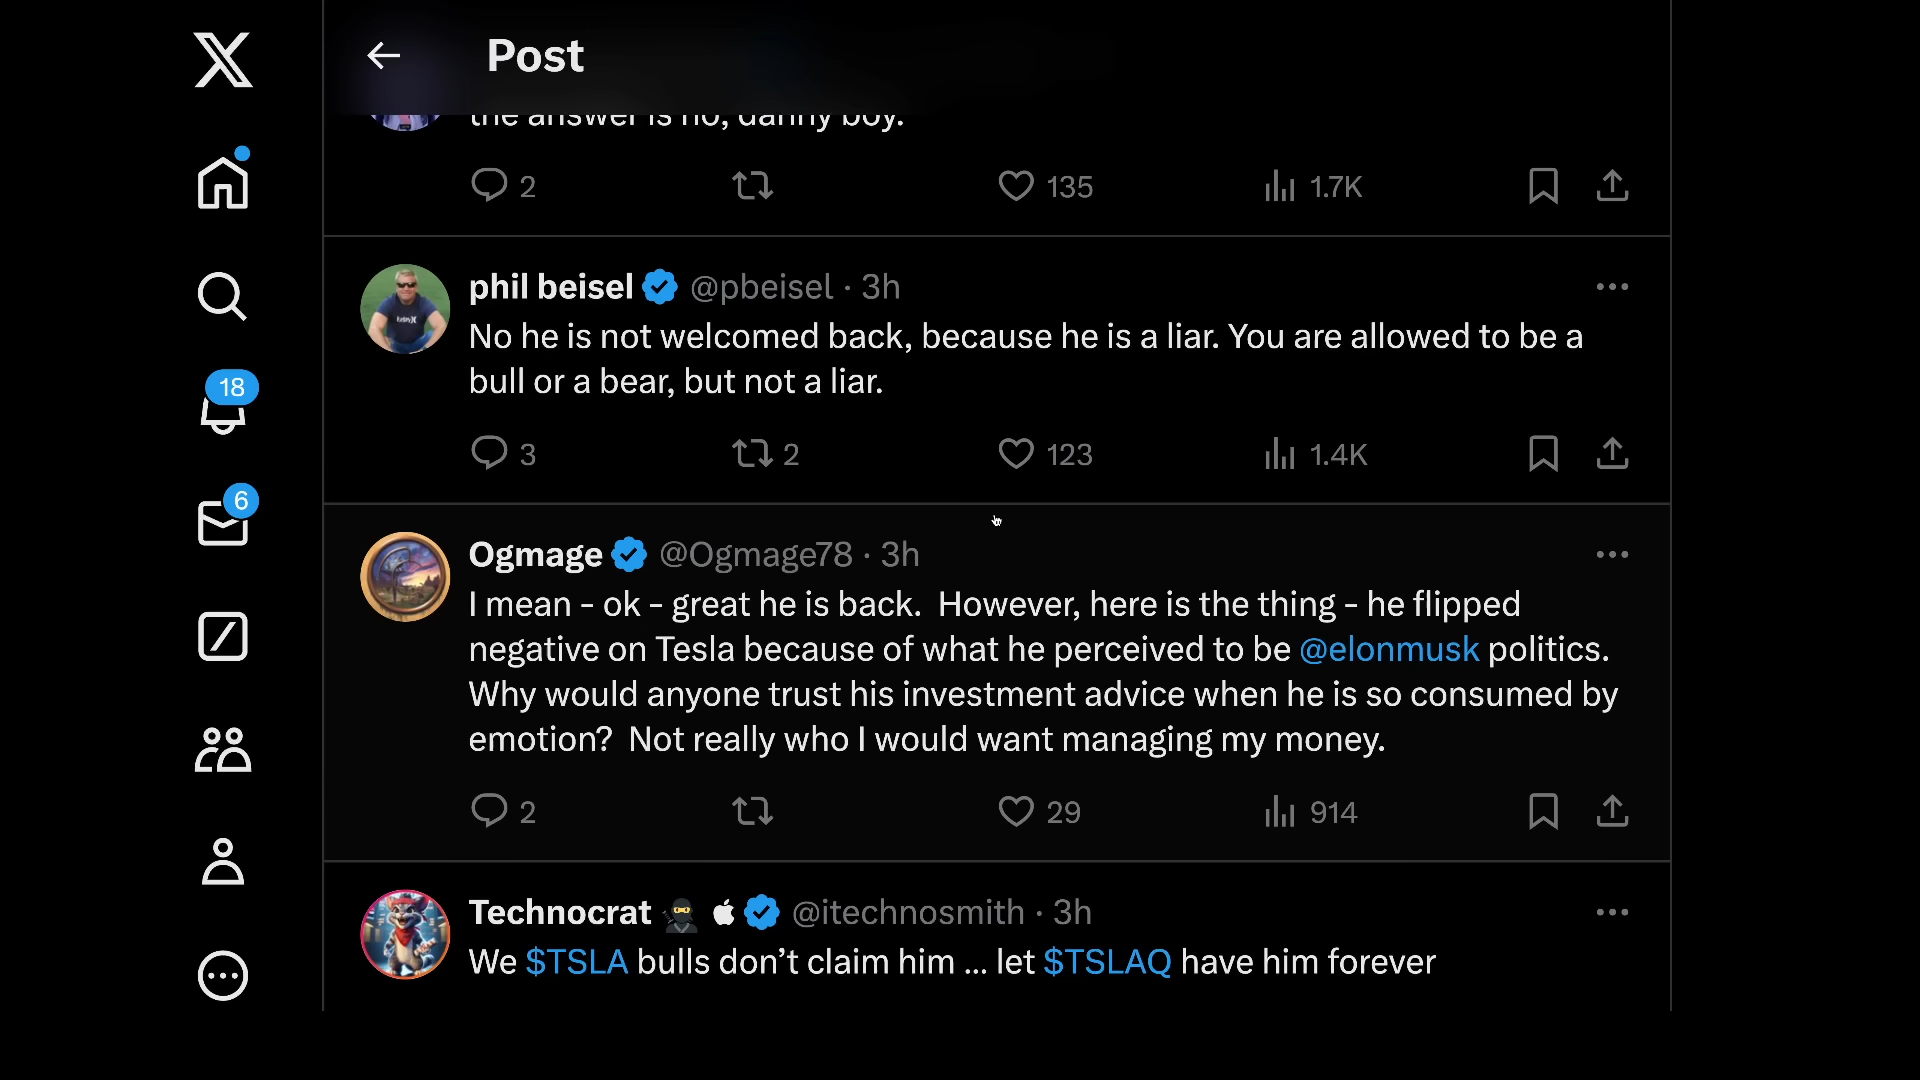 Post
the answer is no, danny boy.
2 135 1.7K
phil beisel @pbeisel · 3h
No he is not welcomed back, because he is a liar. You are allowed to be a
bull or a bear, but not a liar.
3 2 123 1.4K
18
6
Ogmage @Ogmage78 · 3h
I mean - ok - great he is back.  However, here is the thing - he flipped
negative on Tesla because of what he perceived to be @elonmusk politics.
Why would anyone trust his investment advice when he is so consumed by
emotion?  Not really who I would want managing my money.
2 29 914
Technocrat @itechnosmith · 3h
We $TSLA bulls don't claim him ... let $TSLAQ have him forever